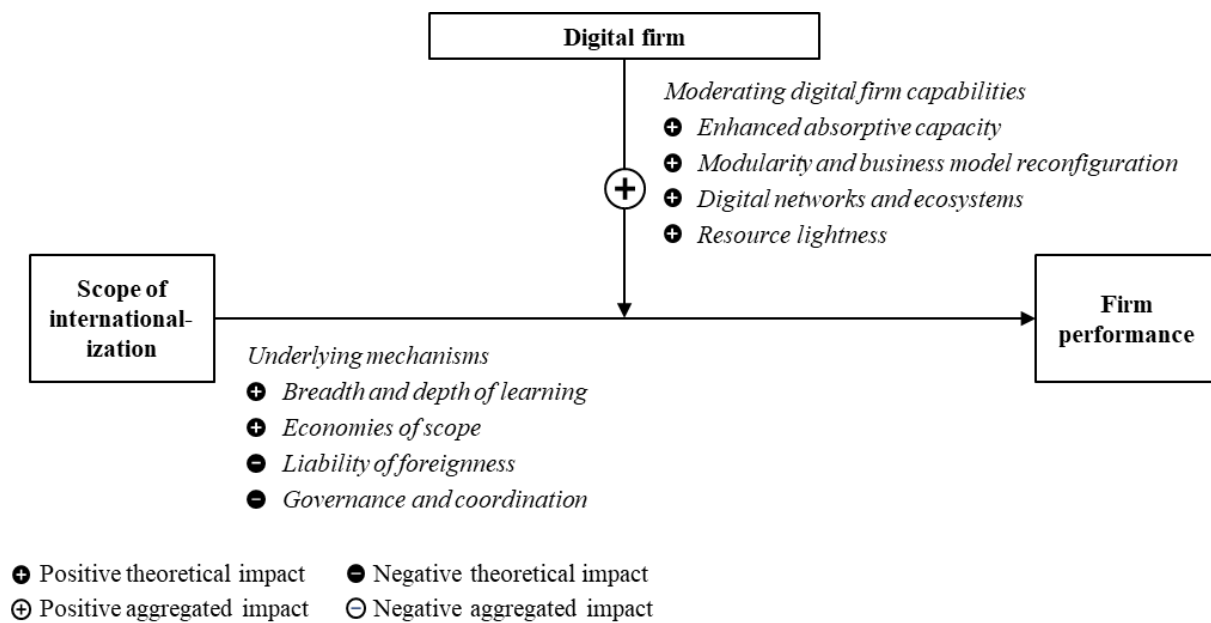 Digital firm
Moderating digital firm capabilities
+ Enhanced absorptive capacity
+ Modularity and business model reconfiguration
+
+ Digital networks and ecosystems
+ Resource lightness
Scope of
international-
ization
Firm
performance
Underlying mechanisms
+ Breadth and depth of learning
+ Economies of scope
− Liability of foreignness
− Governance and coordination
+ Positive theoretical impact − Negative theoretical impact
+ Positive aggregated impact − Negative aggregated impact